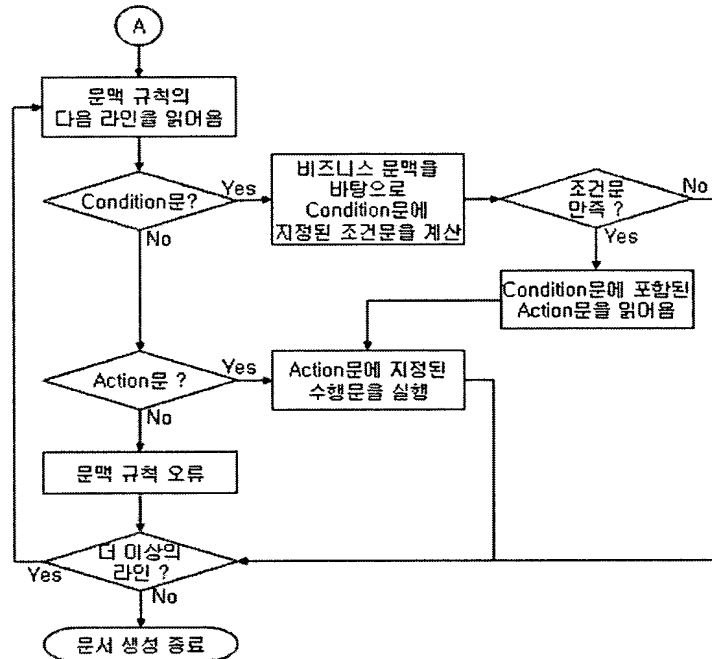 A
문맥 규칙의
다음 라인을 읽어옴
Condition문?
Yes
No
비즈니스 문맥을
바탕으로
Condition문에
지정된 조건문을 계산
조건문
만족 ?
No
Yes
Condition문에 포함된
Action문을 읽어옴
Action문 ?
Yes
No
Action문에 지정된
수행문을 실행
문맥 규칙 오류
더 이상의
라인 ?
Yes
No
문서 생성 종료